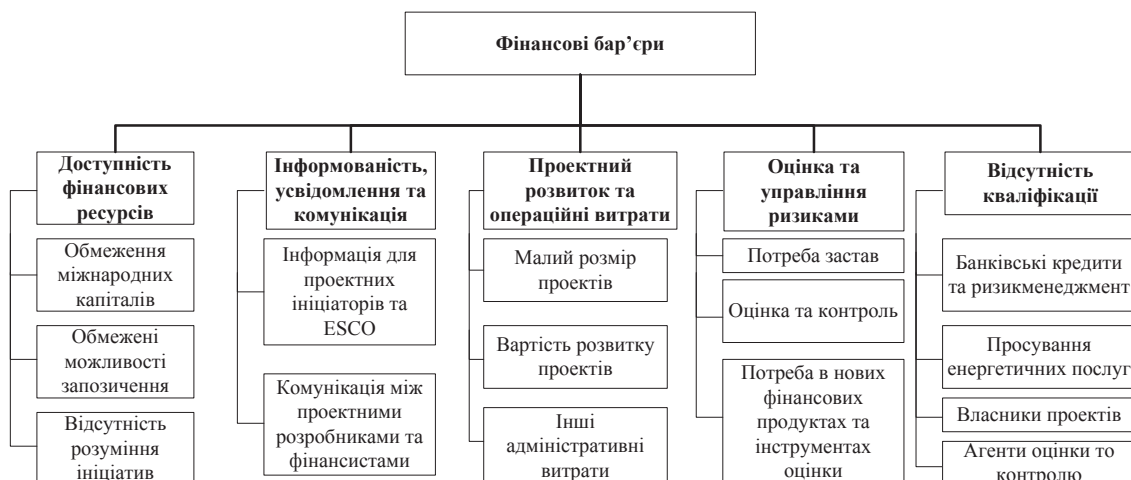 Фінансові бар’єри
Доступність
фінансових
ресурсів
Обмеження
міжнародних
капіталів
Обмежені
можливості
запозичення
Відсутність
розуміння
ініціатив
Інформованість,
усвідомлення та
комунікація
Інформація для
проектних
ініціаторів та
ESCO
Комунікація між
проектними
розробниками та
фінансистами
Проектний
розвиток та
операційні витрати
Малий розмір
проектів
Вартість розвитку
проектів
Інші
адміністративні
витрати
Оцінка та
управління
ризиками
Потреба застав
Оцінка та контроль
Потреба в нових
фінансових
продуктах та
інструментах
оцінки
Відсутність
кваліфікації
Банківські кредити
та ризикменеджмент
Просування
енергетичних послуг
Власники проектів
Агенти оцінки то
контролю